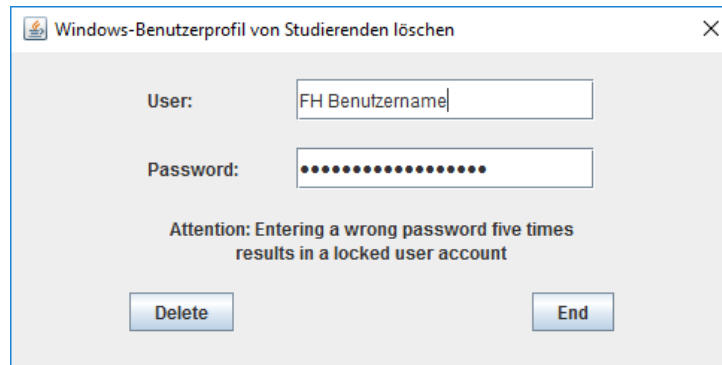 Windows-Benutzerprofil von Studierenden löschen
User: FH Benutzername
Password: ••••••••••••••••••
Attention: Entering a wrong password five times
results in a locked user account
Delete End